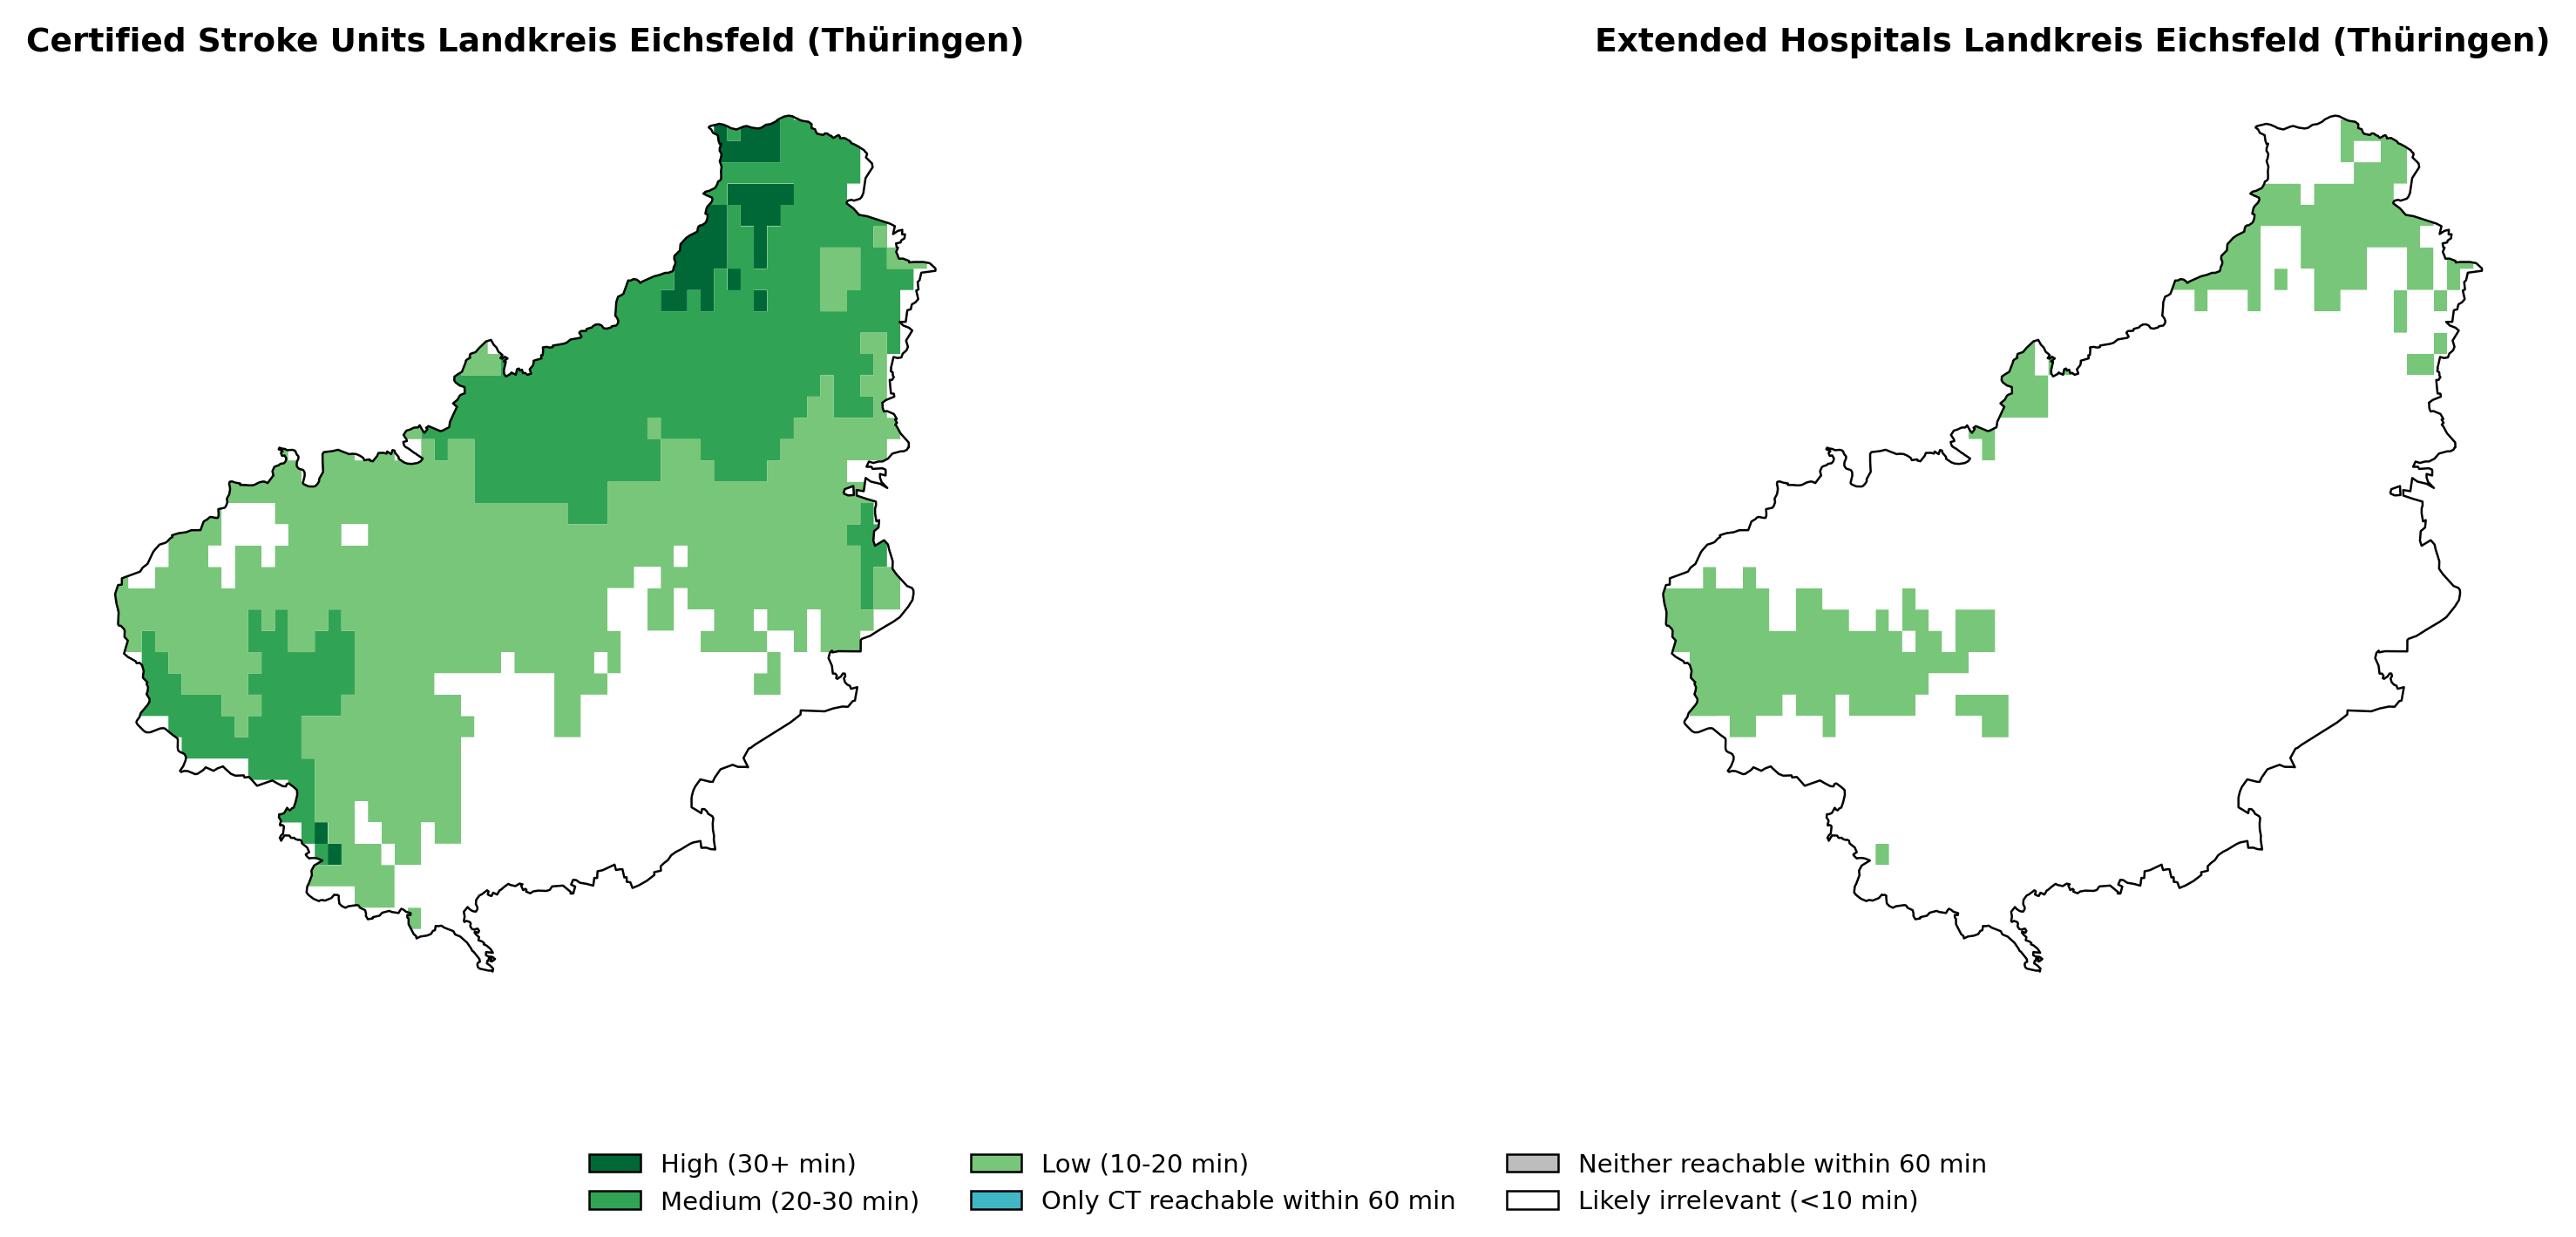 Certified Stroke Units Landkreis Eichsfeld (Thüringen)
Extended Hospitals Landkreis Eichsfeld (Thüringen)
High (30+ min)
Medium (20-30 min)
Low (10-20 min)
Only CT reachable within 60 min
Neither reachable within 60 min
Likely irrelevant (<10 min)